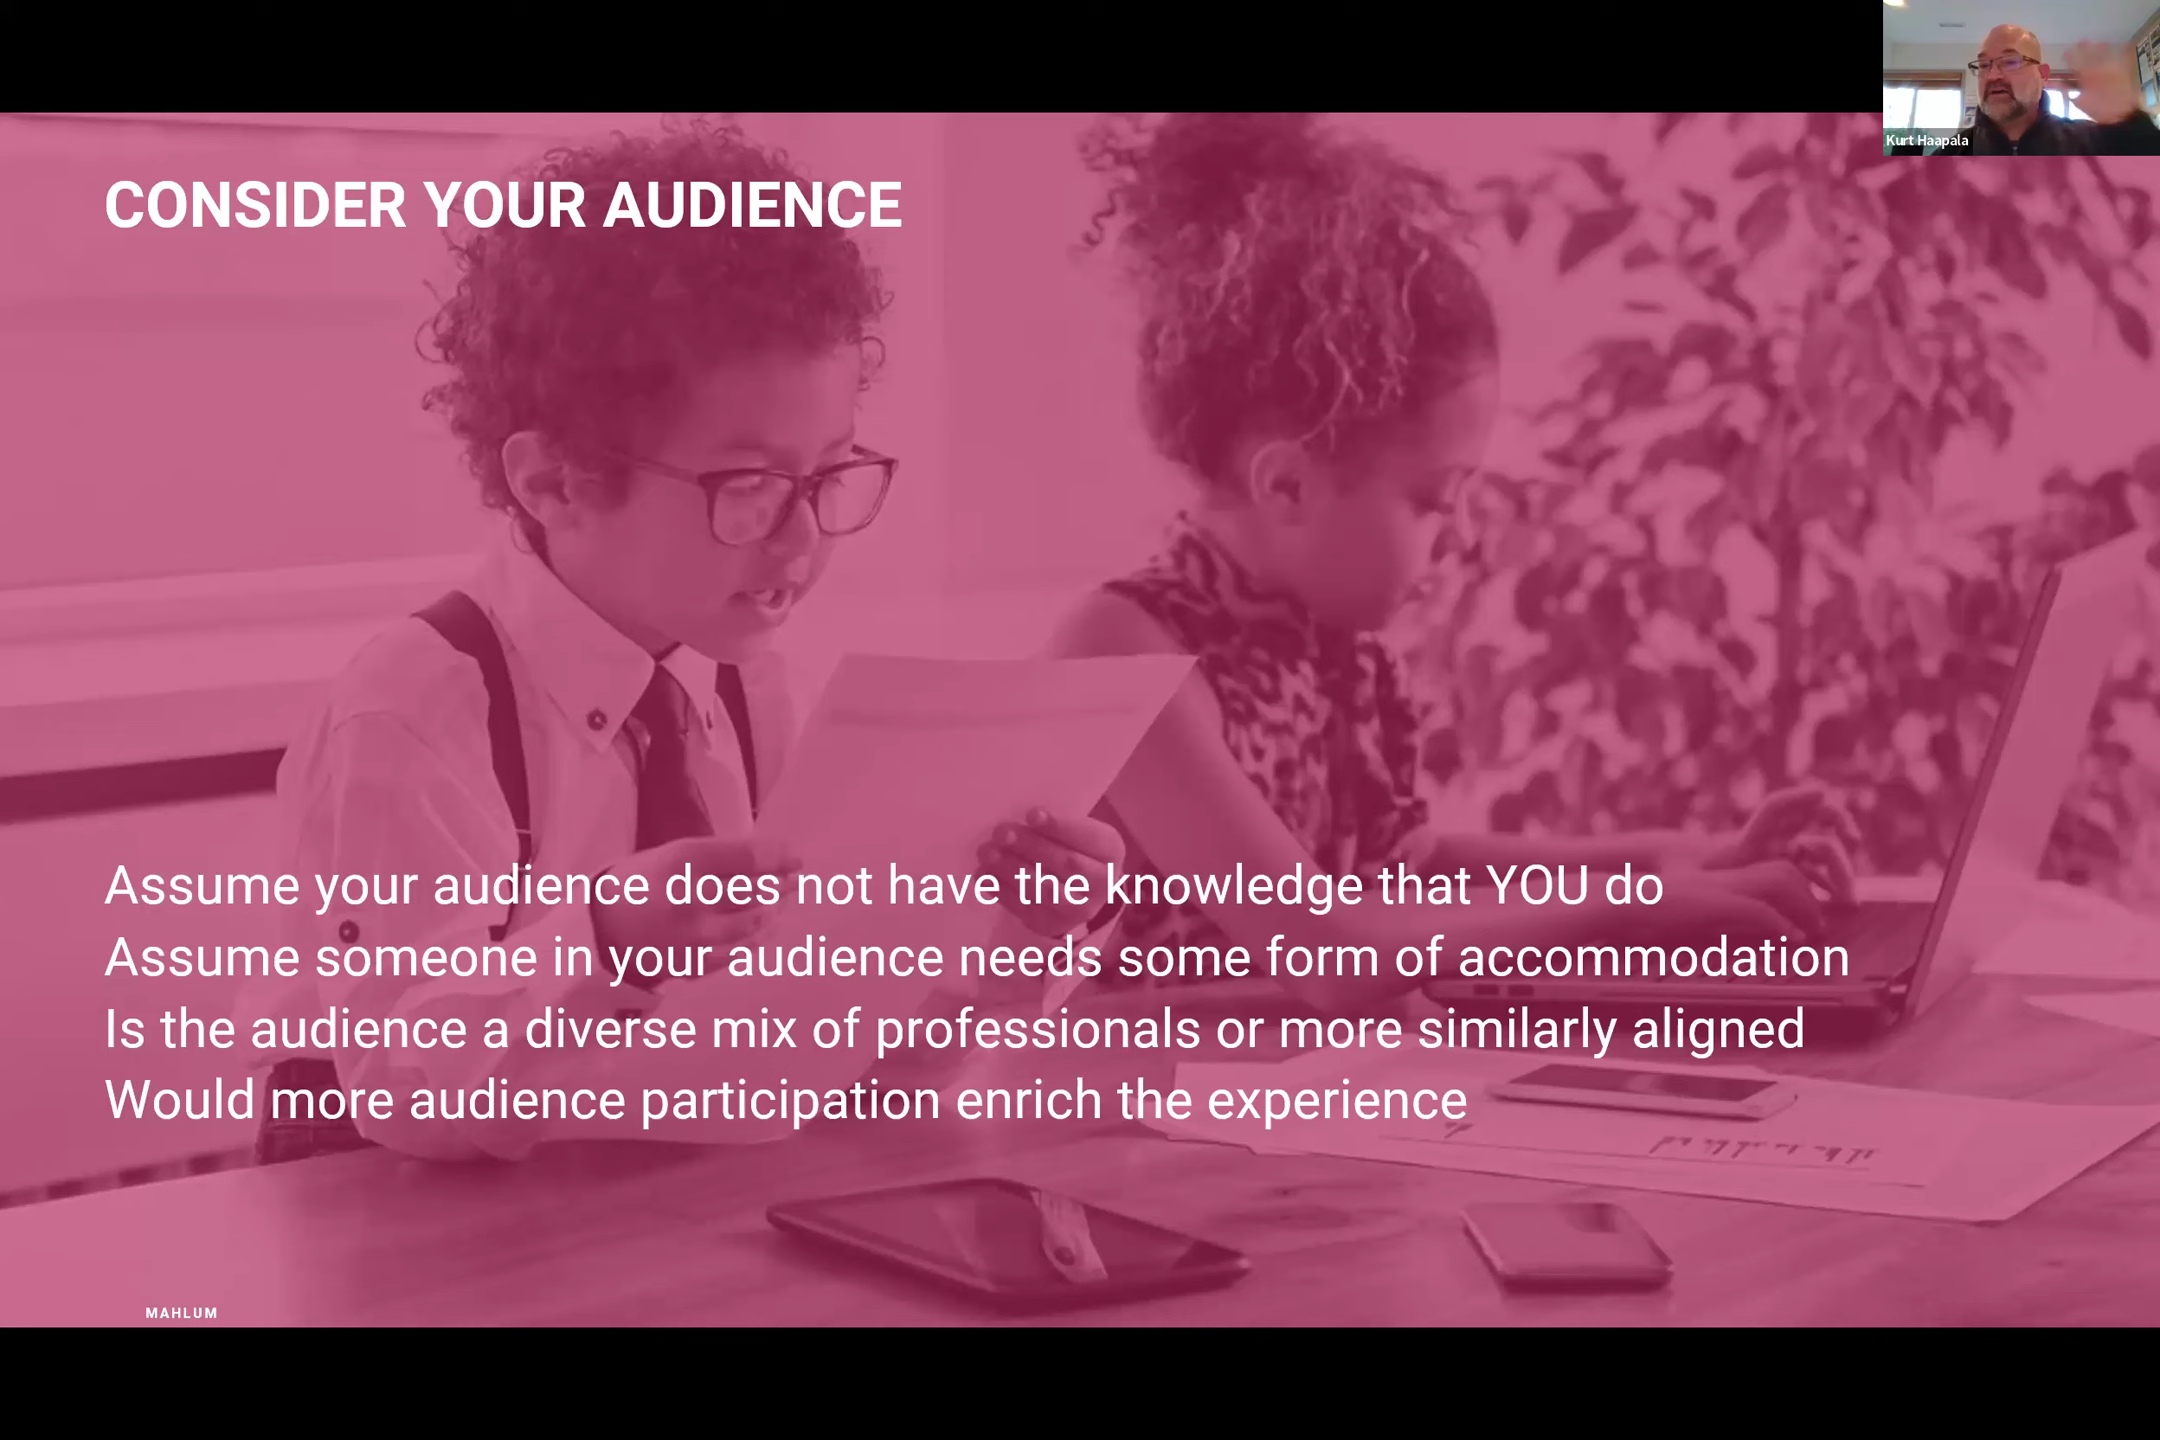 Kurt Haapala
CONSIDER YOUR AUDIENCE
Assume your audience does not have the knowledge that YOU do
Assume someone in your audience needs some form of accommodation
Is the audience a diverse mix of professionals or more similarly aligned
Would more audience participation enrich the experience
MAHLUM